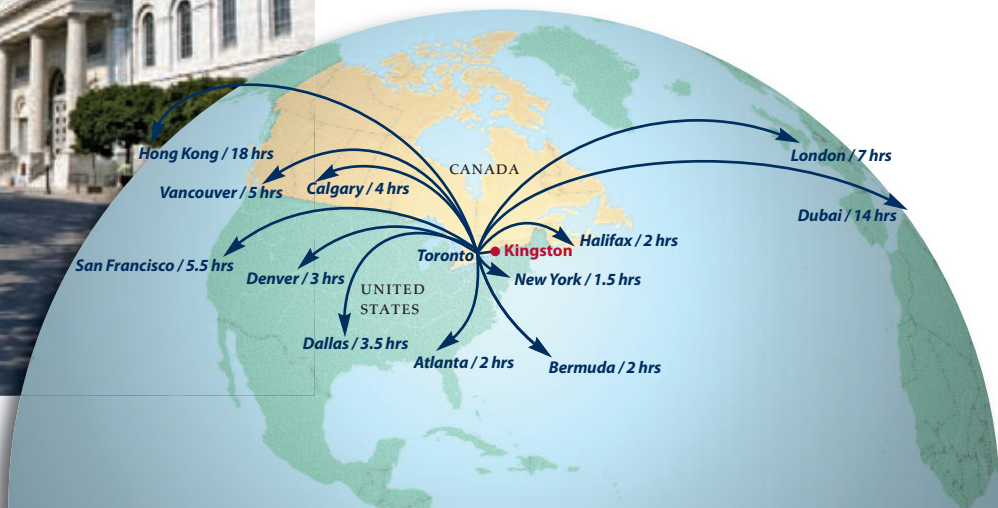 CANADA
Hong Kong / 18 hrs
London / 7 hrs
Vancouver / 5 hrs
Calgary / 4 hrs
Dubai / 14 hrs
Halifax / 2 hrs
Toronto
Kingston
San Francisco / 5.5 hrs
Denver / 3 hrs
New York / 1.5 hrs
UNITED
STATES
Dallas / 3.5 hrs
Atlanta / 2 hrs
Bermuda / 2 hrs